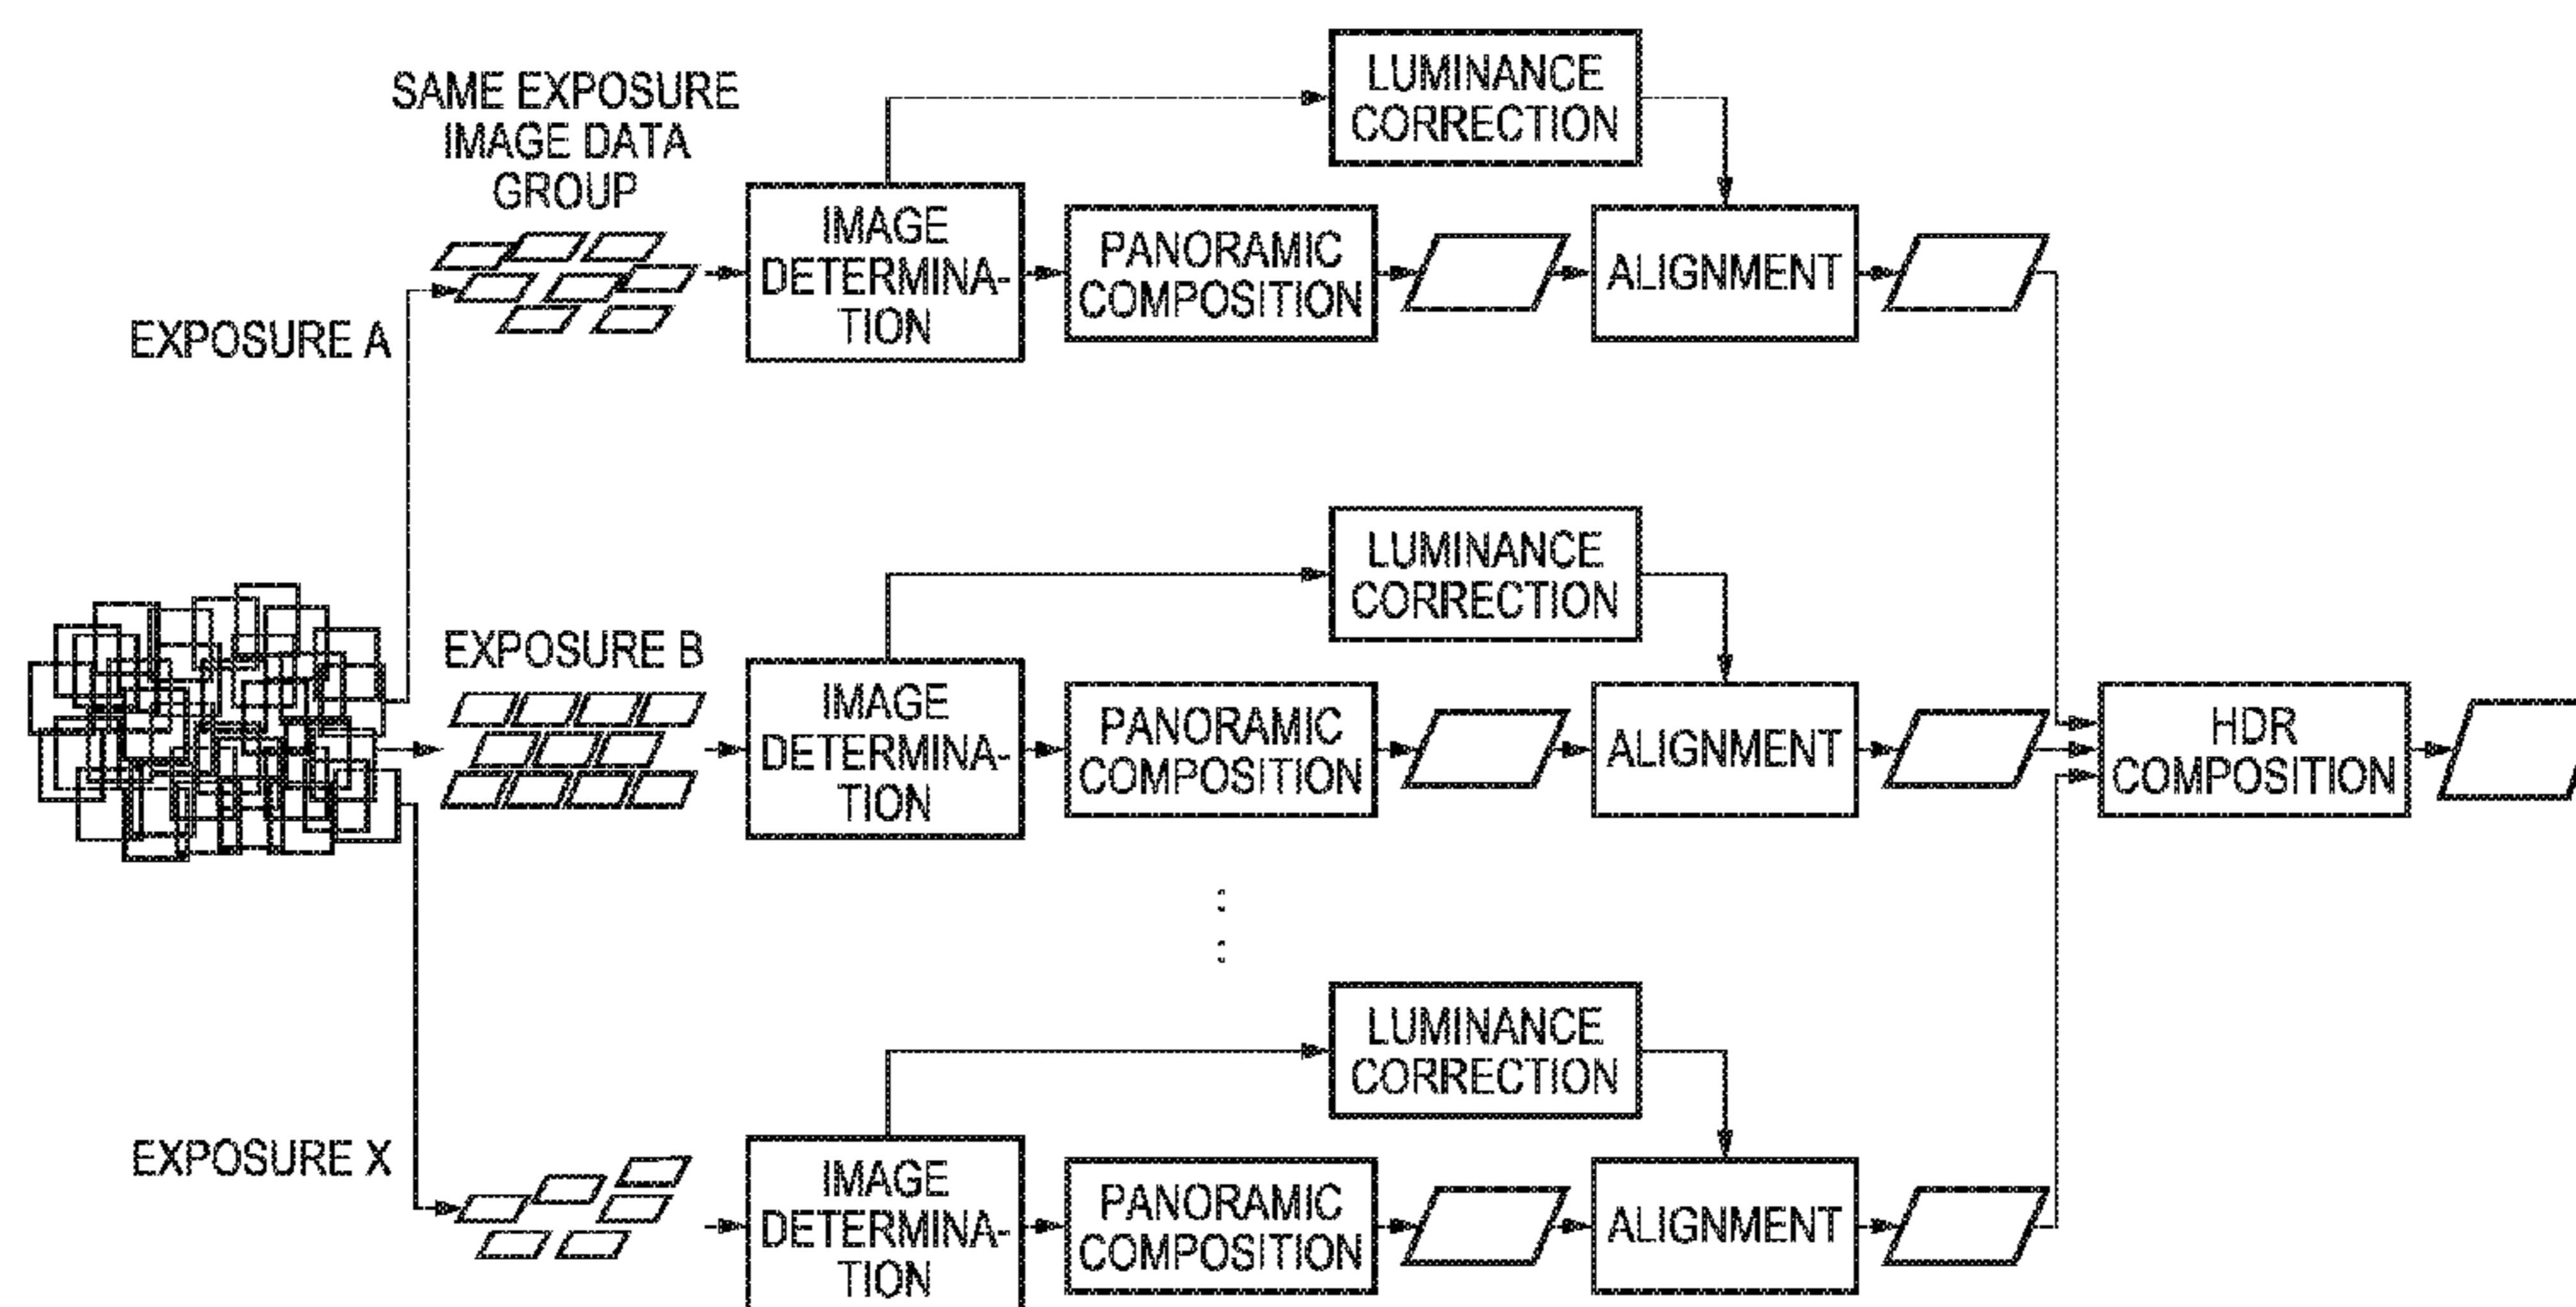 SAME EXPOSURE
IMAGE DATA
GROUP
EXPOSURE A
IMAGE
DETERMINA-
TION
LUMINANCE
CORRECTION
PANORAMIC
COMPOSITION
ALIGNMENT
EXPOSURE B
IMAGE
DETERMINA-
TION
LUMINANCE
CORRECTION
PANORAMIC
COMPOSITION
ALIGNMENT
HDR
COMPOSITION
EXPOSURE X
IMAGE
DETERMINA-
TION
LUMINANCE
CORRECTION
PANORAMIC
COMPOSITION
ALIGNMENT